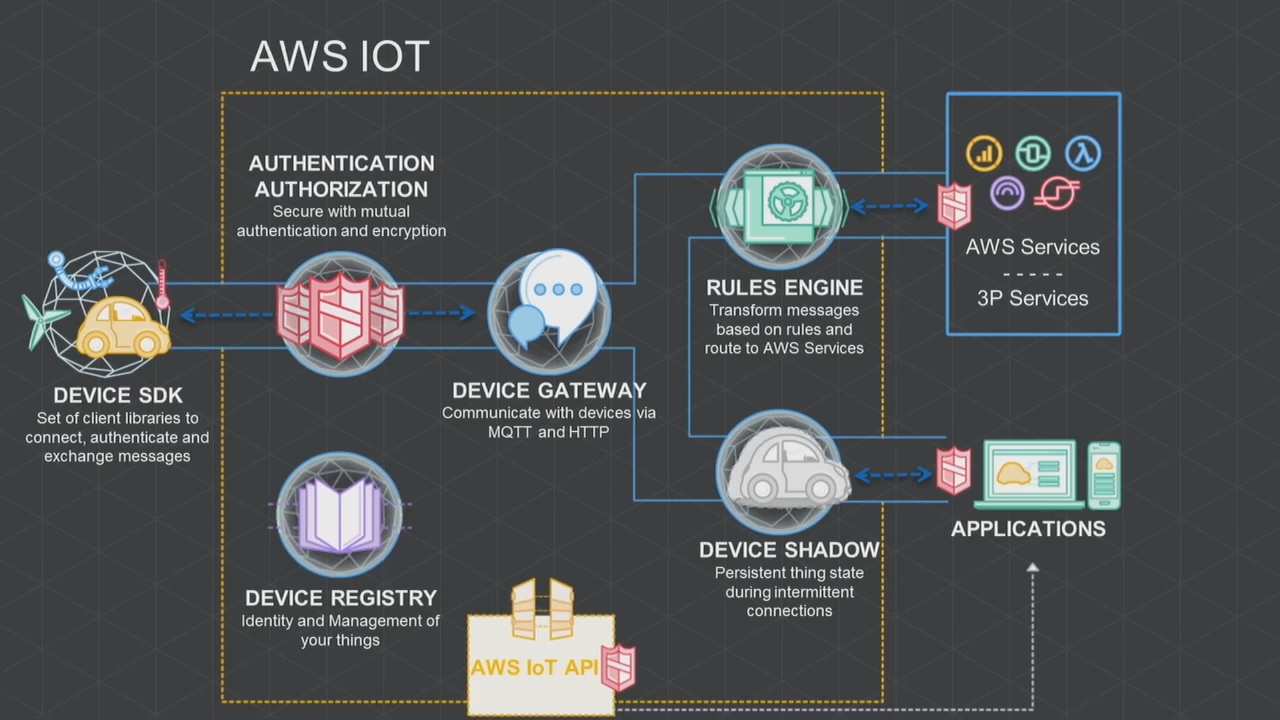 AWS IOT
AUTHENTICATION
AUTHORIZATION
Secure with mutual
authentication and encryption
DEVICE SDK
Set of client libraries to
connect, authenticate and
exchange messages
DEVICE GATEWAY
Communicate with devices via
MQTT and HTTP
RULES ENGINE
Transform messages
based on rules and
route to AWS Services
AWS Services
-----
3P Services
DEVICE SHADOW
Persistent thing state
during intermittent
connections
APPLICATIONS
DEVICE REGISTRY
Identity and Management of
your things
AWS IoT API